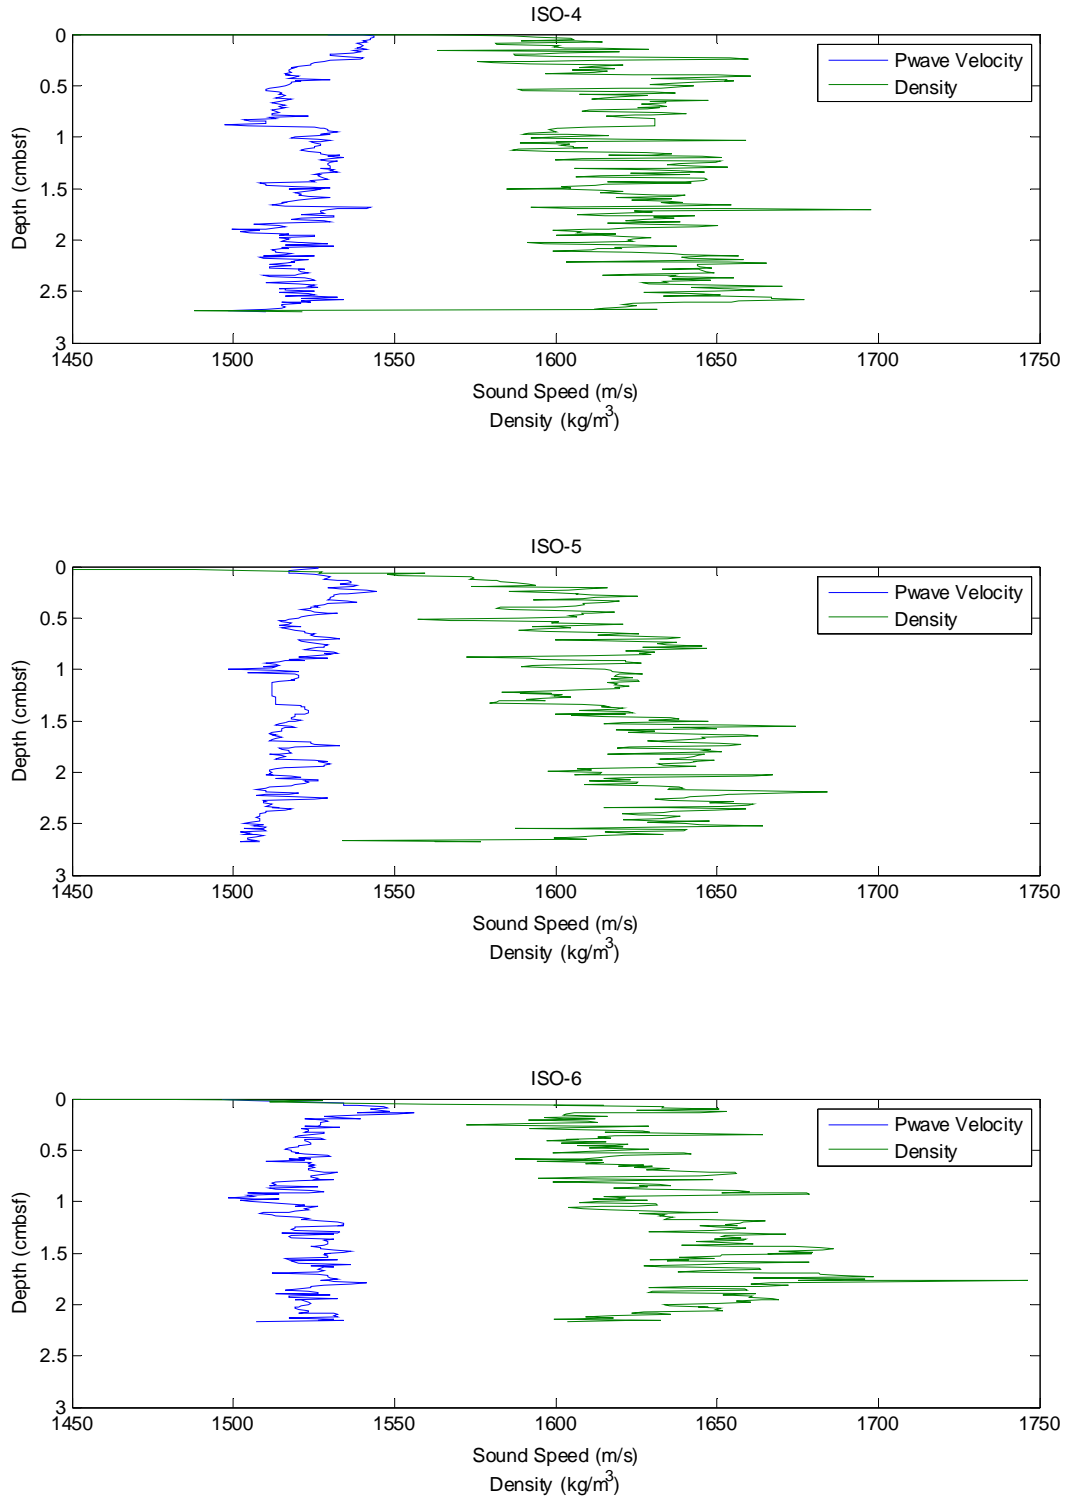 ISO-4
0
0.5
1
1.5
2
2.5
3
Depth (cmbsf)
Pwave Velocity
Density
1450 1500 1550 1600 1650 1700 1750
Sound Speed (m/s)
Density (kg/m³)
ISO-5
0
0.5
1
1.5
2
2.5
3
Depth (cmbsf)
Pwave Velocity
Density
1450 1500 1550 1600 1650 1700 1750
Sound Speed (m/s)
Density (kg/m³)
ISO-6
0
0.5
1
1.5
2
2.5
3
Depth (cmbsf)
Pwave Velocity
Density
1450 1500 1550 1600 1650 1700 1750
Sound Speed (m/s)
Density (kg/m³)